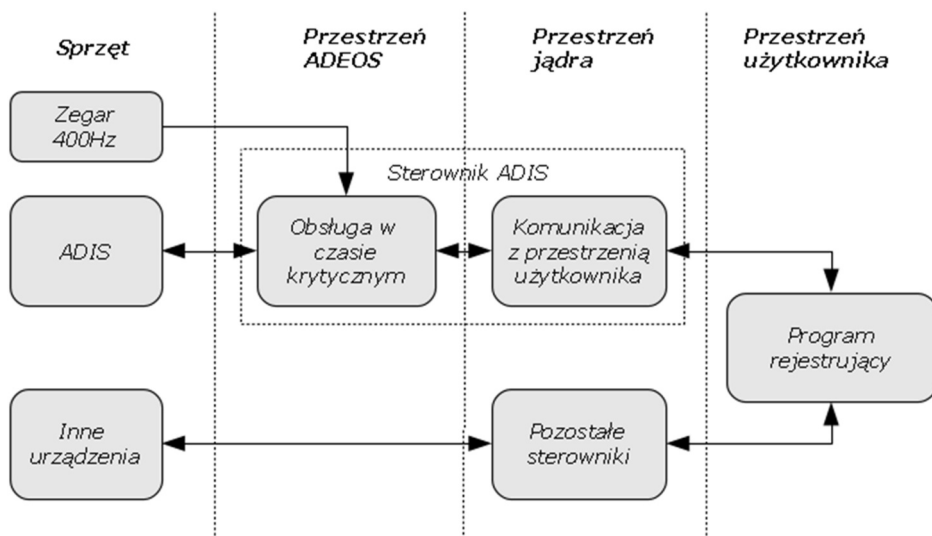 Sprzęt
Przestrzeń
ADEOS
Przestrzeń
jądra
Przestrzeń
użytkownika
Zegar
400Hz
Sterownik ADIS
ADIS
Obsługa w
czasie
krytycznym
Komunikacja
z przestrzenią
użytkownika
Program
rejestrujący
Inne
urządzenia
Pozostałe
sterowniki